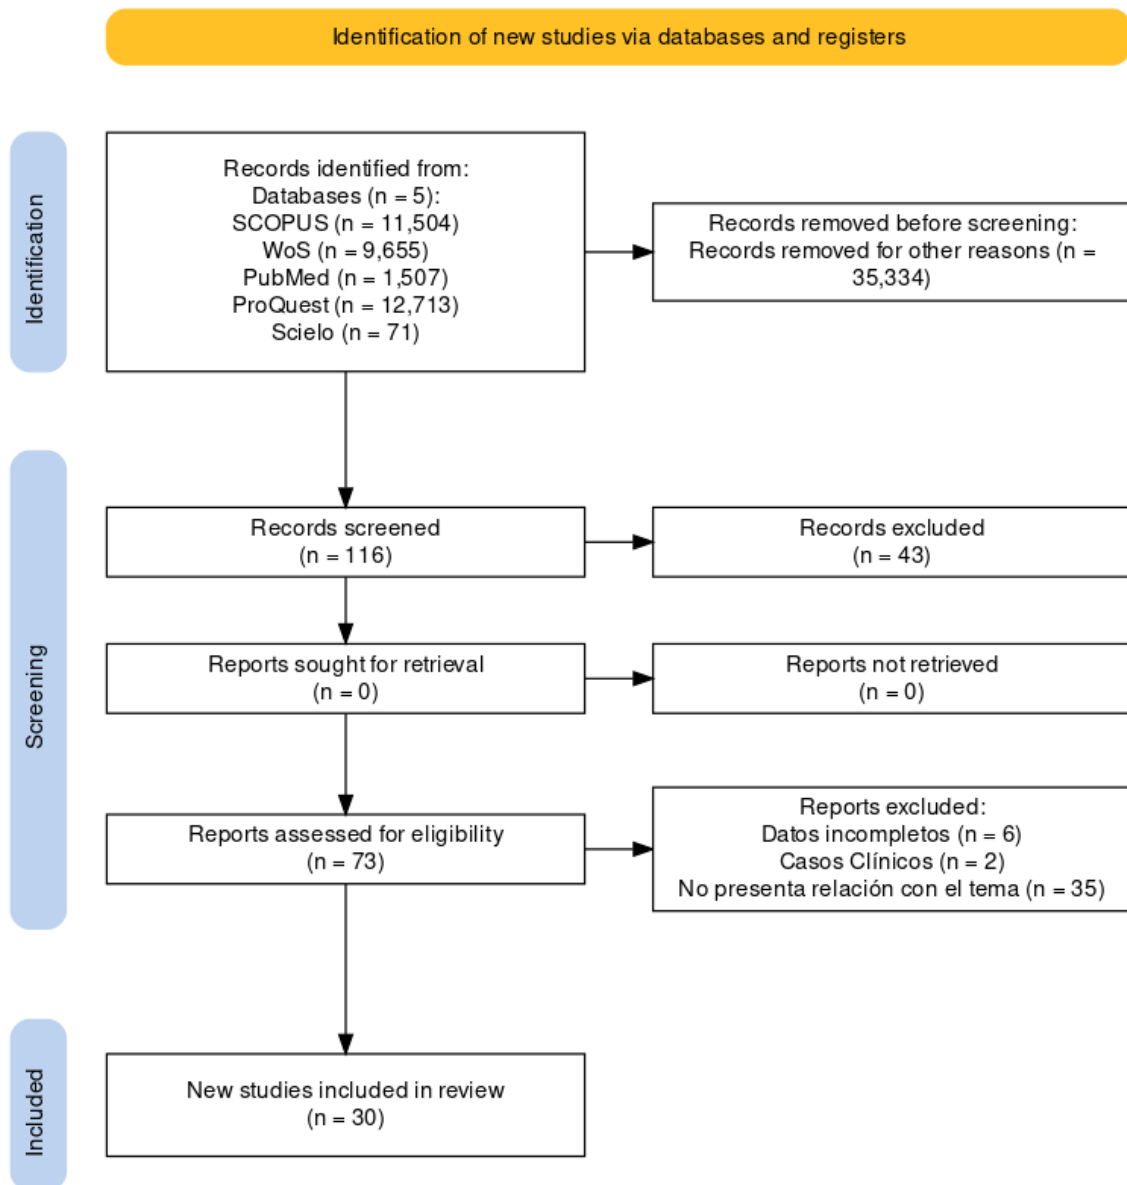 Identification of new studies via databases and registers
Identification
Records identified from:
Databases (n = 5):
SCOPUS (n = 11,504)
WoS (n = 9,655)
PubMed (n = 1,507)
ProQuest (n = 12,713)
Scielo (n = 71)
Records removed before screening:
Records removed for other reasons (n =
35,334)
Screening
Records screened
(n = 116)
Records excluded
(n = 43)
Reports sought for retrieval
(n = 0)
Reports not retrieved
(n = 0)
Reports assessed for eligibility
(n = 73)
Reports excluded:
Datos incompletos (n = 6)
Casos Clínicos (n = 2)
No presenta relación con el tema (n = 35)
Included
New studies included in review
(n = 30)